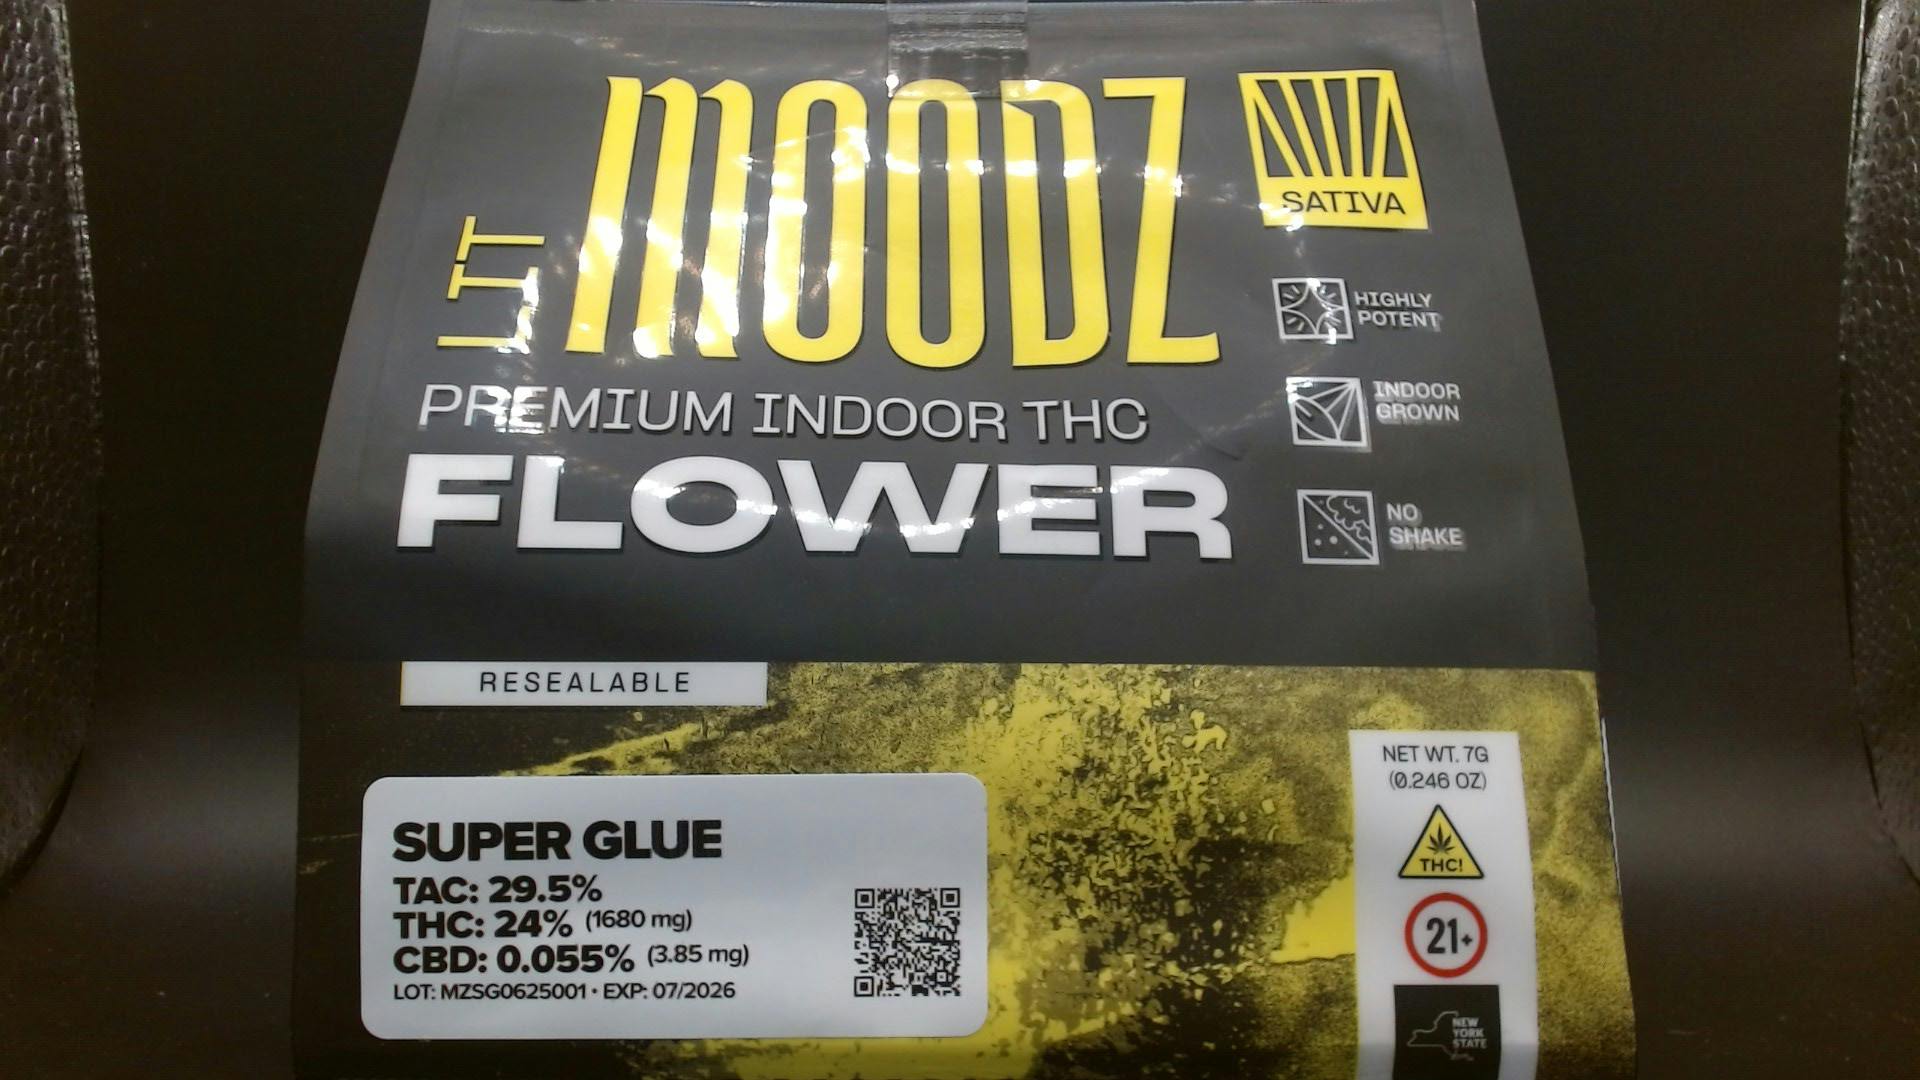 LIT
MOODZ
SATIVA
HIGHLY
POTENT
INDOOR
GROWN
NO
SHAKE
PREMIUM INDOOR THC
FLOWER
RESEALABLE
SUPER GLUE
TAC: 29.5%
THC: 24% (1680 mg)
CBD: 0.055% (3.85 mg)
LOT: MZSG0625001 • EXP: 07/2026
NET WT. 7G
(0.246 OZ)
THC!
21+
NEW
YORK
STATE